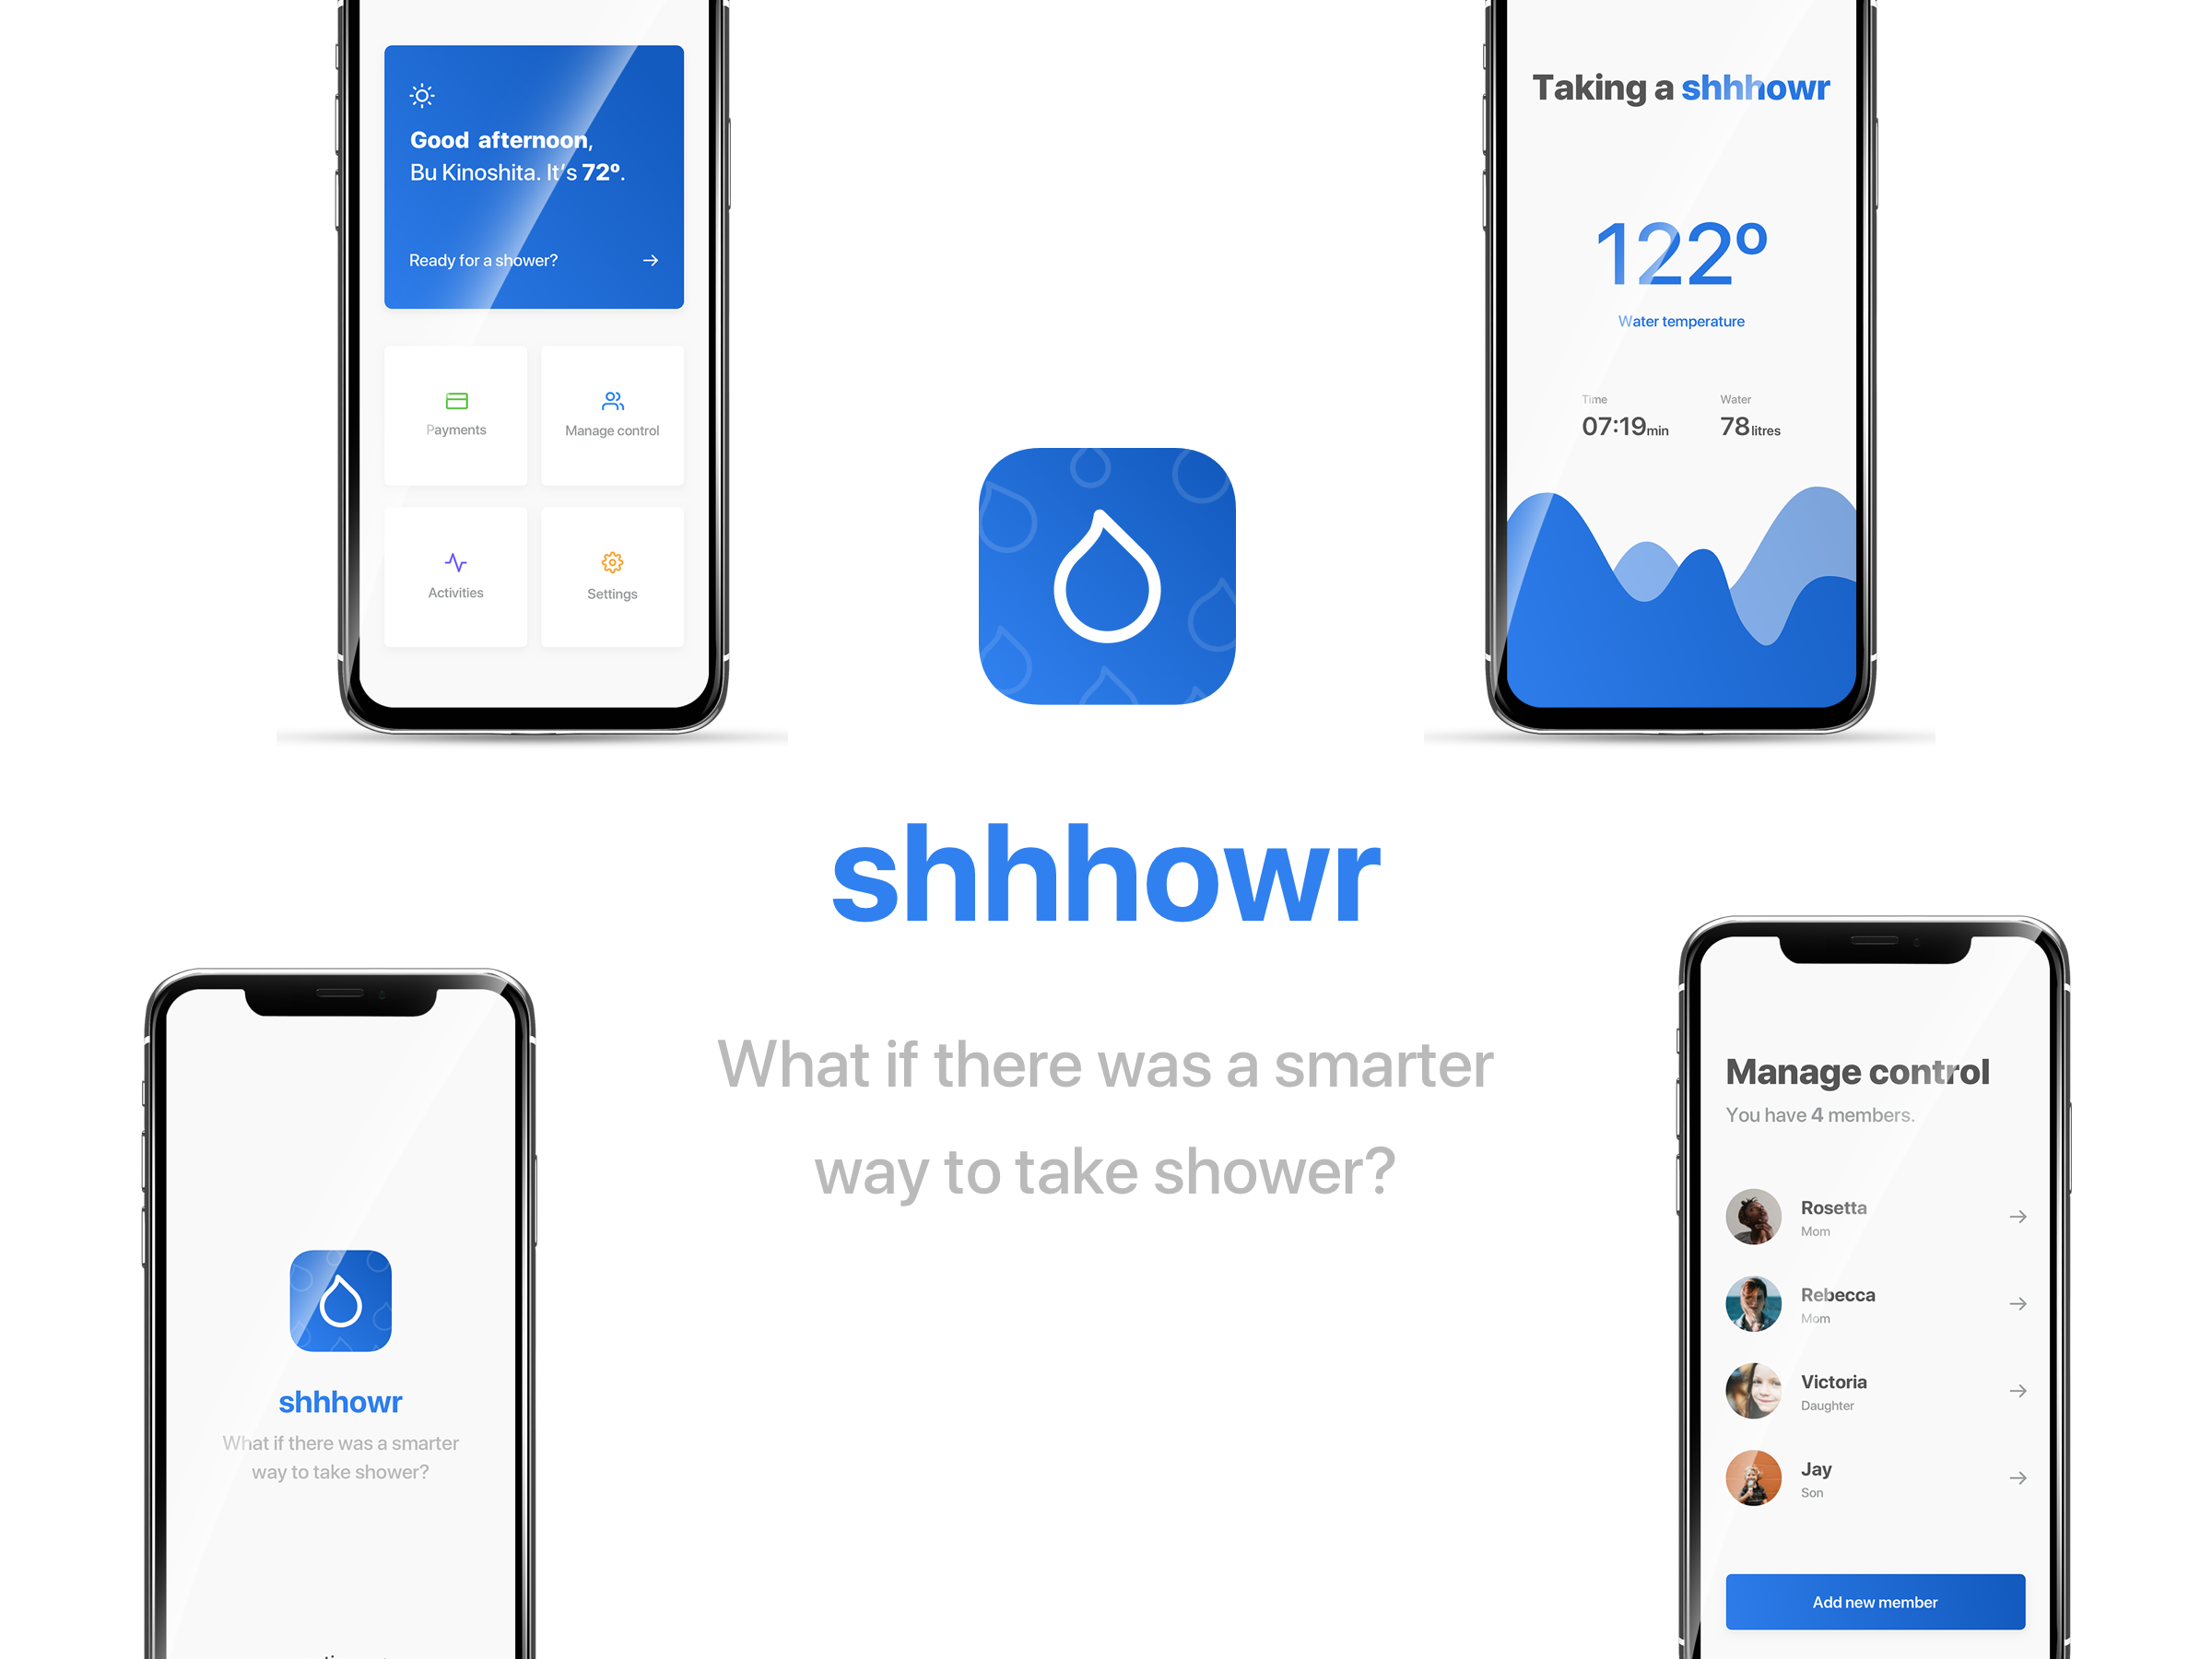 Good afternoon,
Bu Kinoshita. It's 72º.
Ready for a shower?
Payments
Manage control
Activities
Settings
Taking a shhhowr
122º
Water temperature
Time
Water
07:19min
78litres
shhhowr
What if there was a smarter
way to take shower?
shhhowr
What if there was a smarter
way to take shower?
Manage control
You have 4 members.
Rosetta
Mom
Rebecca
Mom
Victoria
Daughter
Jay
Son
Add new member